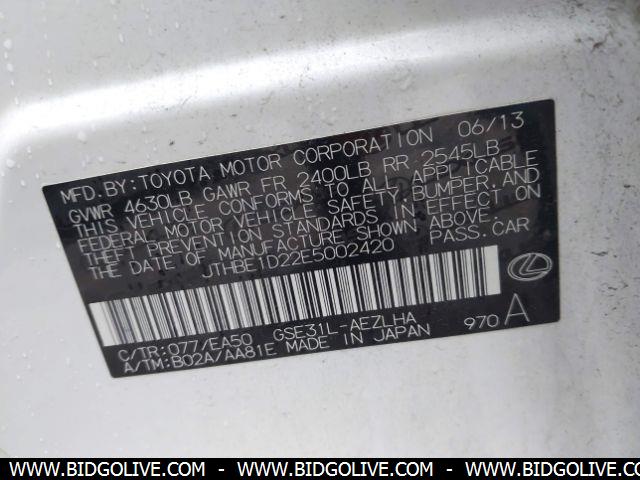 MFD. BY: TOYOTA MOTOR CORPORATION 06/13
GVWR 4630LB GAWR FR 2400LB RR 2545LB
THIS VEHICLE CONFORMS TO ALL APPLICABLE
FEDERAL MOTOR VEHICLE SAFETY, BUMPER, AND
THEFT PREVENTION STANDARDS IN EFFECT ON
THE DATE OF MANUFACTURE SHOWN ABOVE.
JTHBE1D22E5002420 PASS. CAR
C/TR: 077/EA50 GSE31L-AEZLHA
A/TM: B02A/AA81E MADE IN JAPAN 970 A
WWW.BIDGOLIVE.COM - WWW.BIDGOLIVE.COM - WWW.BIDGOLIVE.COM